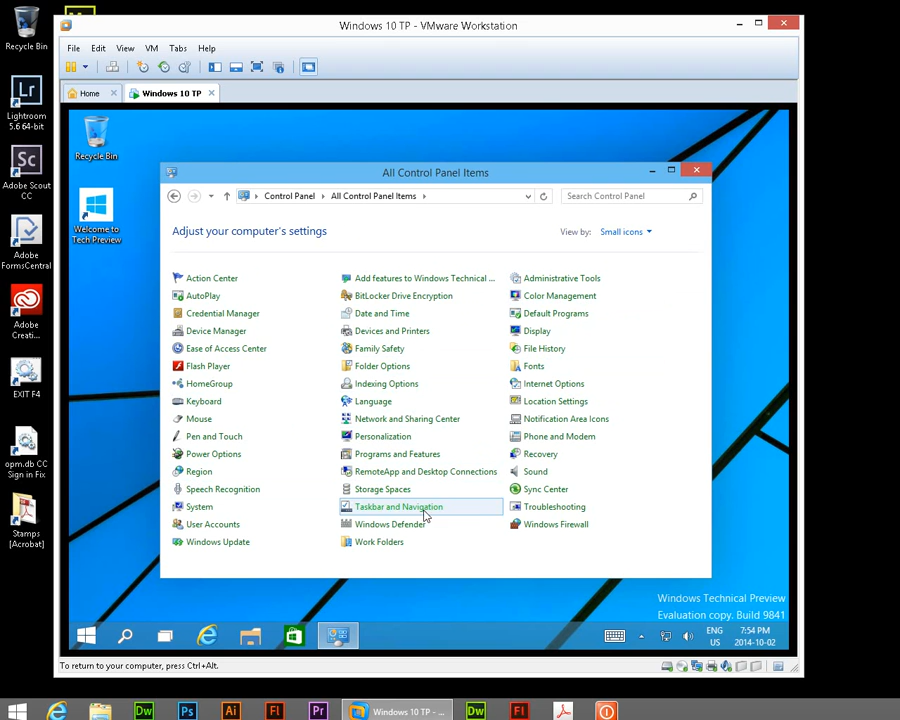 Windows 10 TP - VMware Workstation
File Edit View VM Tabs Help
Home
Windows 10 TP
Recycle Bin
Lr
Lightroom
5.6 64-bit
Sc
Adobe Scout
CC
Adobe
FormsCentral
Adobe
Creati...
EXIT F4
opm.db CC
Sign in Fix
Stamps
[Acrobat]
Recycle Bin
Welcome to
Tech Preview
All Control Panel Items
Control Panel All Control Panel Items
Search Control Panel
Adjust your computer's settings
View by: Small icons
Action Center
Add features to Windows Technical ...
Administrative Tools
AutoPlay
BitLocker Drive Encryption
Color Management
Credential Manager
Date and Time
Default Programs
Device Manager
Devices and Printers
Display
Ease of Access Center
Family Safety
File History
Flash Player
Folder Options
Fonts
HomeGroup
Indexing Options
Internet Options
Keyboard
Language
Location Settings
Mouse
Network and Sharing Center
Notification Area Icons
Pen and Touch
Personalization
Phone and Modem
Power Options
Programs and Features
Recovery
Region
RemoteApp and Desktop Connections
Sound
Speech Recognition
Storage Spaces
Sync Center
System
Taskbar and Navigation
Troubleshooting
User Accounts
Windows Defender
Windows Firewall
Windows Update
Work Folders
Windows Technical Preview
Evaluation copy. Build 9841
ENG
US
7:54 PM
2014-10-02
To return to your computer, press Ctrl+Alt.
Dw
Ps
Ai
Fl
Pr
Windows 10 TP - ...
Dw
Fl